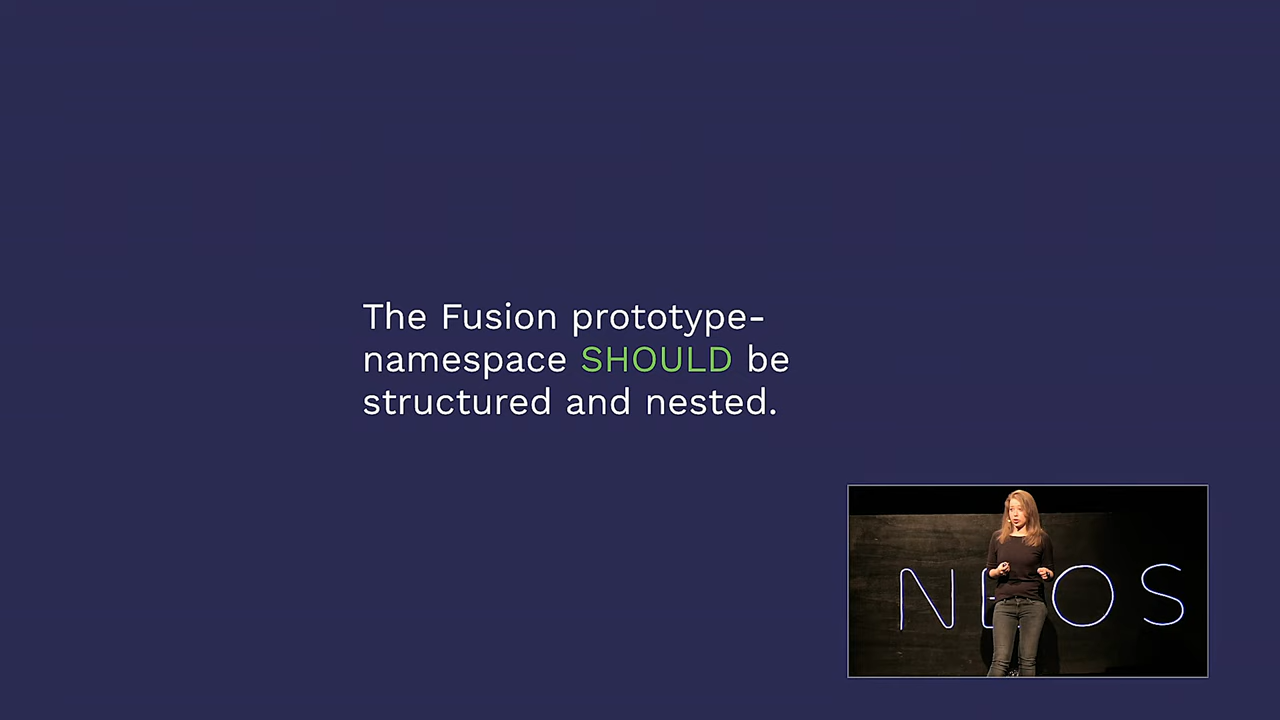 The Fusion prototype-
namespace SHOULD be
structured and nested.
NEOS